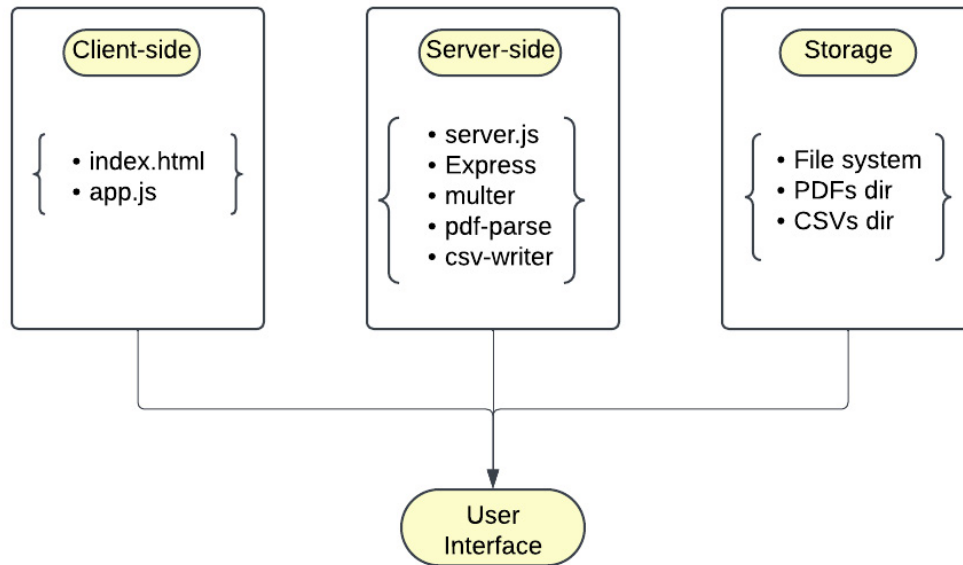 Client-side
• index.html
• app.js
Server-side
• server.js
• Express
• multer
• pdf-parse
• csv-writer
Storage
• File system
• PDFs dir
• CSVs dir
User
Interface